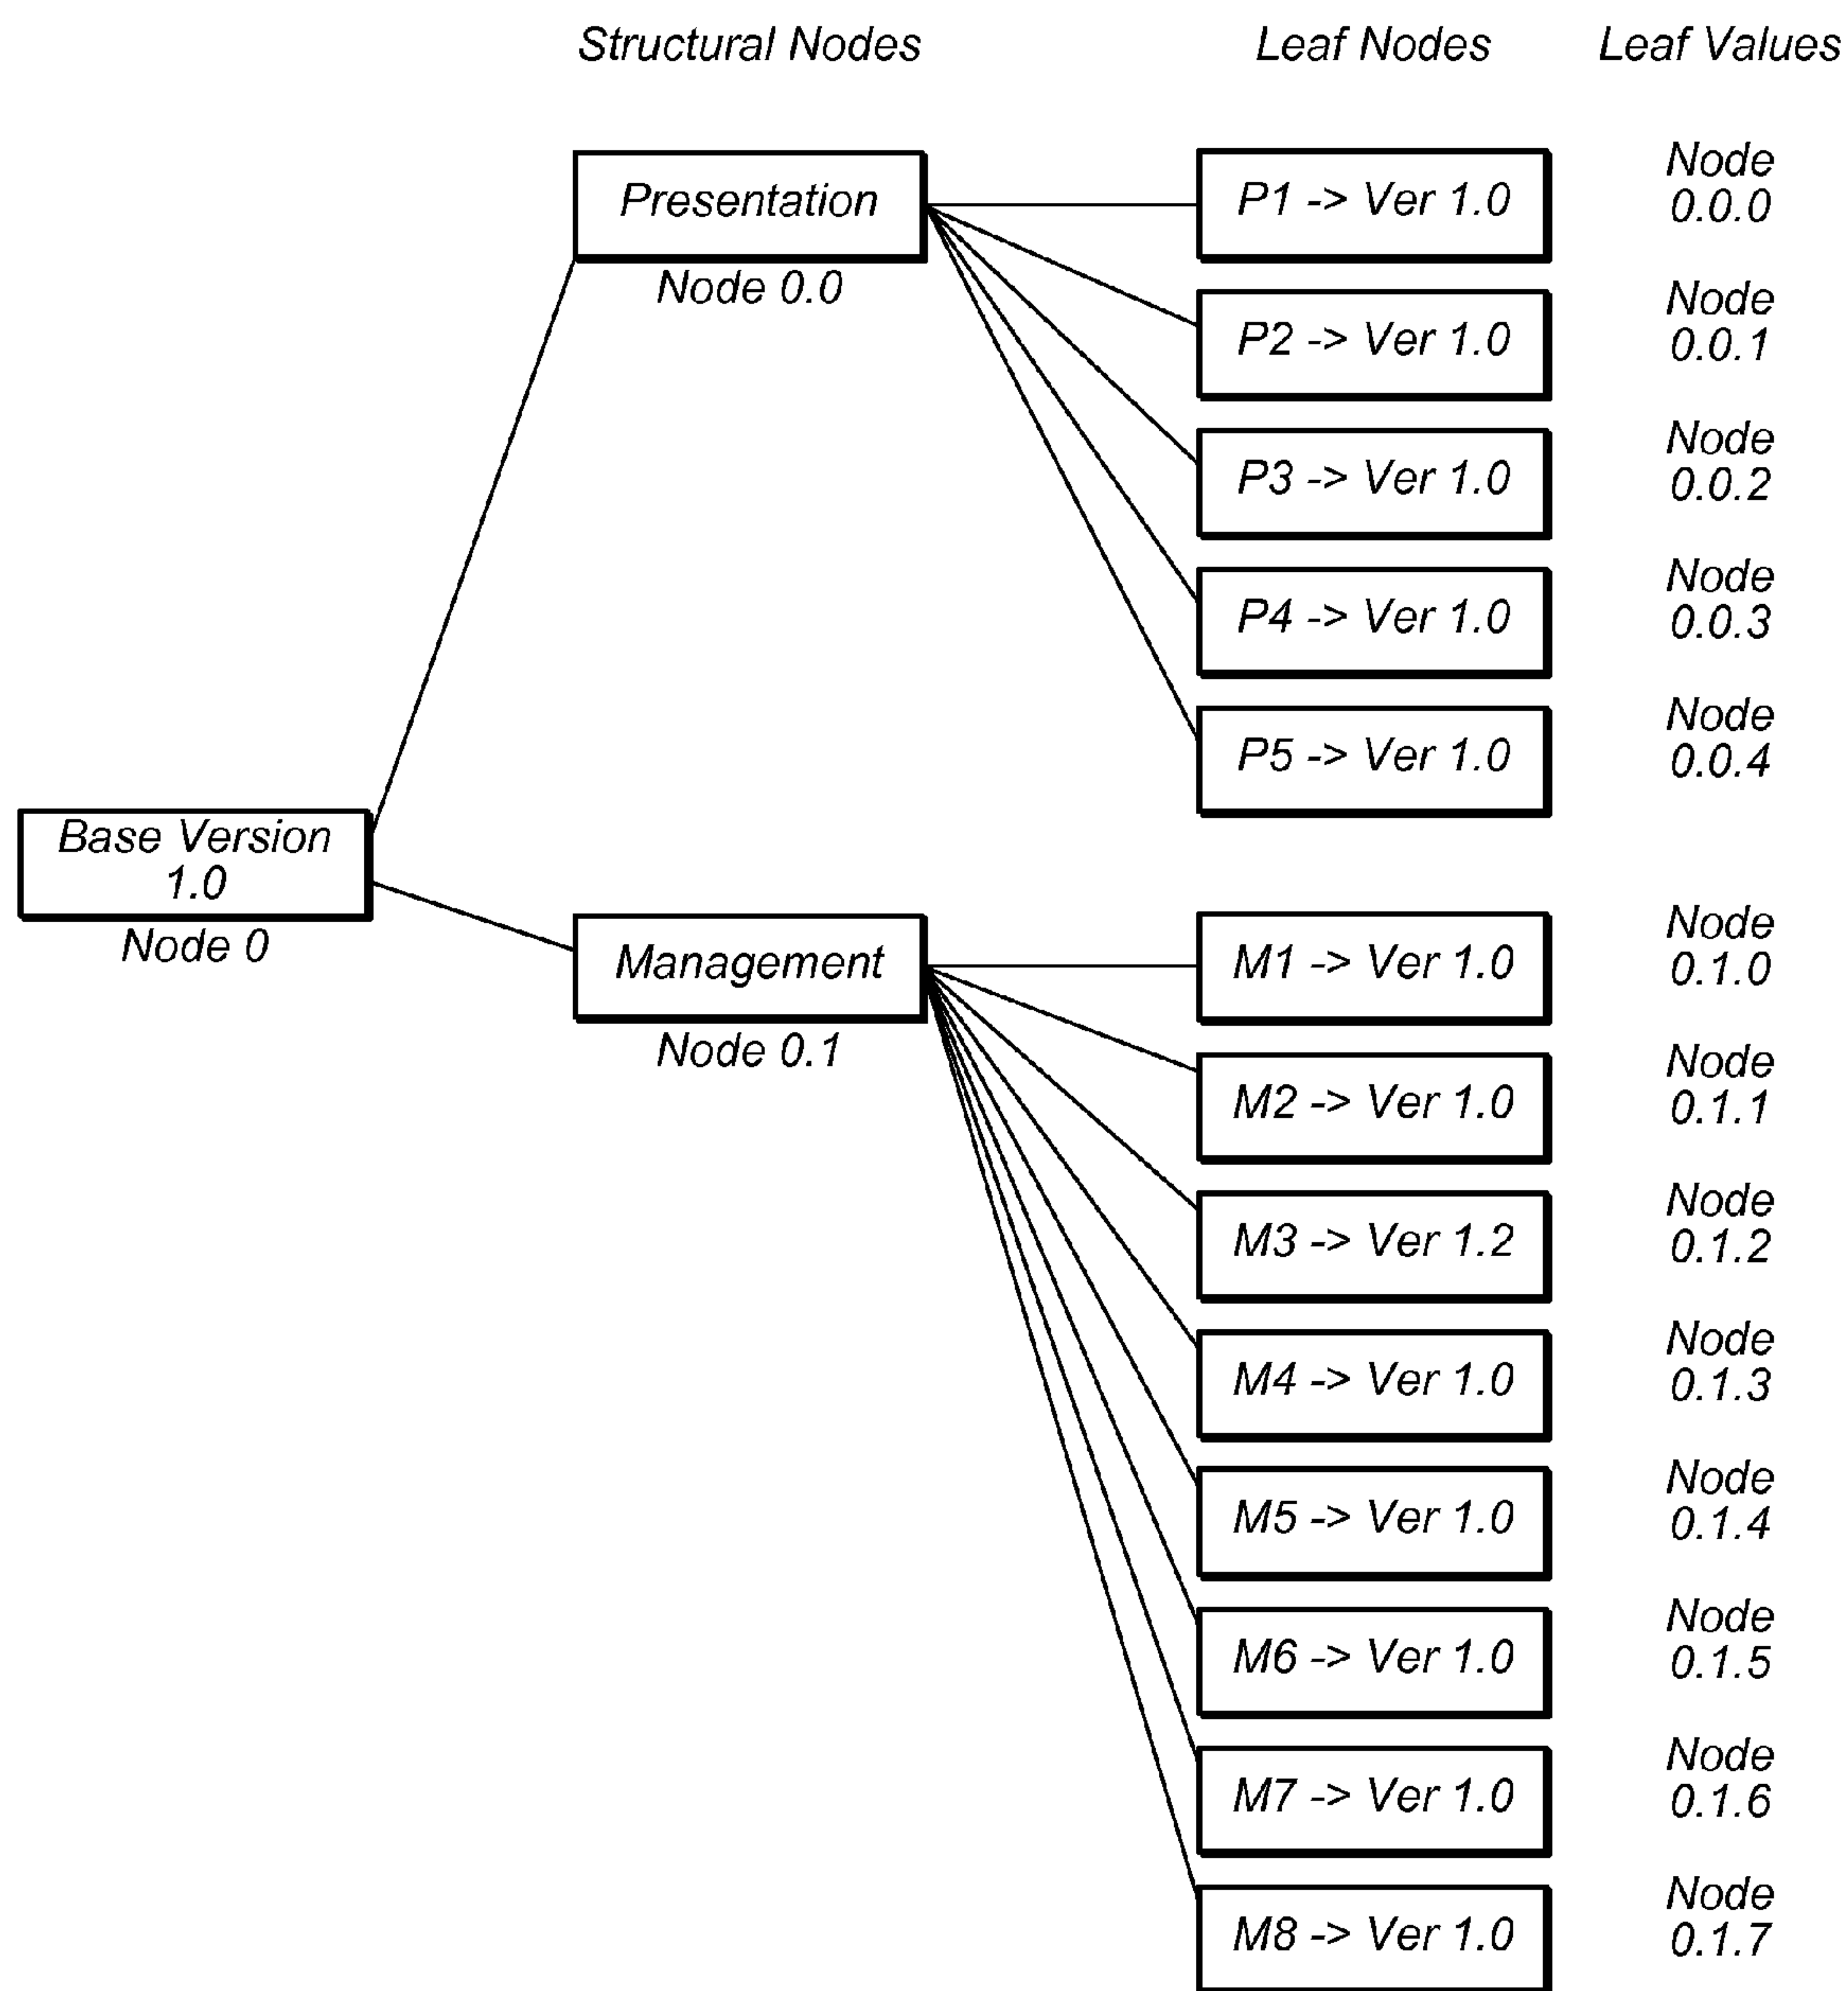 Structural Nodes
Leaf Nodes
Leaf Values
Presentation
Node 0.0
P1 -> Ver 1.0
Node
0.0.0
P2 -> Ver 1.0
Node
0.0.1
P3 -> Ver 1.0
Node
0.0.2
P4 -> Ver 1.0
Node
0.0.3
P5 -> Ver 1.0
Node
0.0.4
Base Version
1.0
Node 0
Management
Node 0.1
M1 -> Ver 1.0
Node
0.1.0
M2 -> Ver 1.0
Node
0.1.1
M3 -> Ver 1.2
Node
0.1.2
M4 -> Ver 1.0
Node
0.1.3
M5 -> Ver 1.0
Node
0.1.4
M6 -> Ver 1.0
Node
0.1.5
M7 -> Ver 1.0
Node
0.1.6
M8 -> Ver 1.0
Node
0.1.7